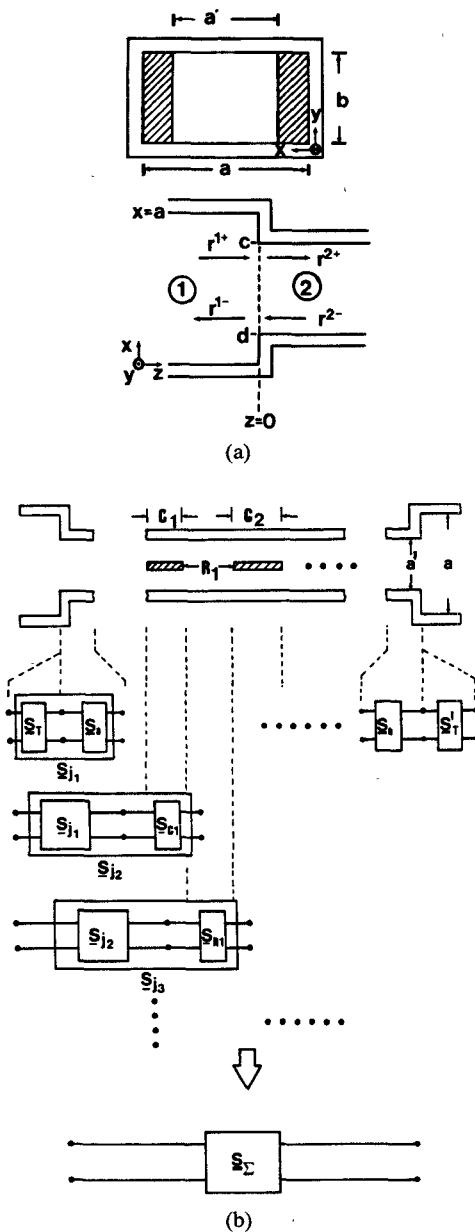 a'
b
y
x
a
x=a
c
r1+
r2+
1
2
r1-
r2-
d
x
y z
z=0
(a)
C1 C2
R1
a' a
ST S0
Sj1
S0 ST'
Sj1 SC1
Sj2
Sj2 SR1
Sj3
SΣ
(b)